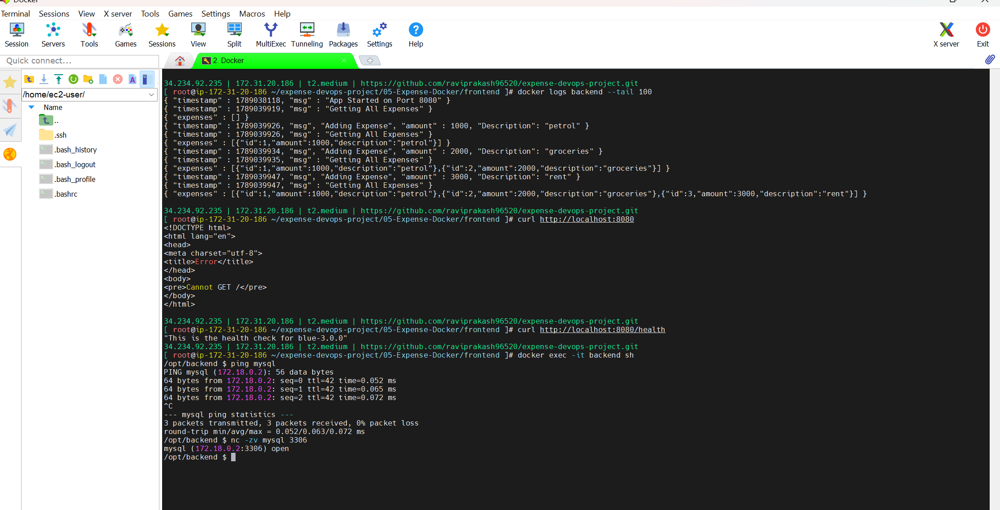 Terminal Sessions View X server Tools Games Settings Macros Help
Session Servers Tools Games Sessions View Split MultiExec Tunneling Packages Settings Help X server Exit
Quick connect...
2. Docker
/home/ec2-user/
Name
..
.ssh
.bash_history
.bash_logout
.bash_profile
.bashrc
34.234.92.235 | 172.31.20.186 | t2.medium | https://github.com/raviprakash96520/expense-devops-project.git
[ root@ip-172-31-20-186 ~/expense-devops-project/05-Expense-Docker/frontend ]# docker logs backend --tail 100
{ "timestamp" : 1789038118, "msg" : "App Started on Port 8080" }
{ "timestamp" : 1789039919, "msg" : "Getting All Expenses" }
{ "expenses" : [] }
{ "timestamp" : 1789039926, "msg", "Adding Expense", "amount" : 1000, "Description": "petrol" }
{ "timestamp" : 1789039926, "msg" : "Getting All Expenses" }
{ "expenses" : [{"id":1,"amount":1000,"description":"petrol"}] }
{ "timestamp" : 1789039934, "msg", "Adding Expense", "amount" : 2000, "Description": "groceries" }
{ "timestamp" : 1789039935, "msg" : "Getting All Expenses" }
{ "expenses" : [{"id":1,"amount":1000,"description":"petrol"},{"id":2,"amount":2000,"description":"groceries"}] }
{ "timestamp" : 1789039947, "msg", "Adding Expense", "amount" : 3000, "Description": "rent" }
{ "timestamp" : 1789039947, "msg" : "Getting All Expenses" }
{ "expenses" : [{"id":1,"amount":1000,"description":"petrol"},{"id":2,"amount":2000,"description":"groceries"},{"id":3,"amount":3000,"description":"rent"}] }
34.234.92.235 | 172.31.20.186 | t2.medium | https://github.com/raviprakash96520/expense-devops-project.git
[ root@ip-172-31-20-186 ~/expense-devops-project/05-Expense-Docker/frontend ]# curl http://localhost:8080
<!DOCTYPE html>
<html lang="en">
<head>
<meta charset="utf-8">
<title>Error</title>
</head>
<body>
<pre>Cannot GET /</pre>
</body>
</html>
34.234.92.235 | 172.31.20.186 | t2.medium | https://github.com/raviprakash96520/expense-devops-project.git
[ root@ip-172-31-20-186 ~/expense-devops-project/05-Expense-Docker/frontend ]# curl http://localhost:8080/health
"This is the health check for blue-3.0.0"
34.234.92.235 | 172.31.20.186 | t2.medium | https://github.com/raviprakash96520/expense-devops-project.git
[ root@ip-172-31-20-186 ~/expense-devops-project/05-Expense-Docker/frontend ]# docker exec -it backend sh
/opt/backend $ ping mysql
PING mysql (172.18.0.2): 56 data bytes
64 bytes from 172.18.0.2: seq=0 ttl=42 time=0.052 ms
64 bytes from 172.18.0.2: seq=1 ttl=42 time=0.065 ms
64 bytes from 172.18.0.2: seq=2 ttl=42 time=0.072 ms
^C
--- mysql ping statistics ---
3 packets transmitted, 3 packets received, 0% packet loss
round-trip min/avg/max = 0.052/0.063/0.072 ms
/opt/backend $ nc -zv mysql 3306
mysql (172.18.0.2:3306) open
/opt/backend $